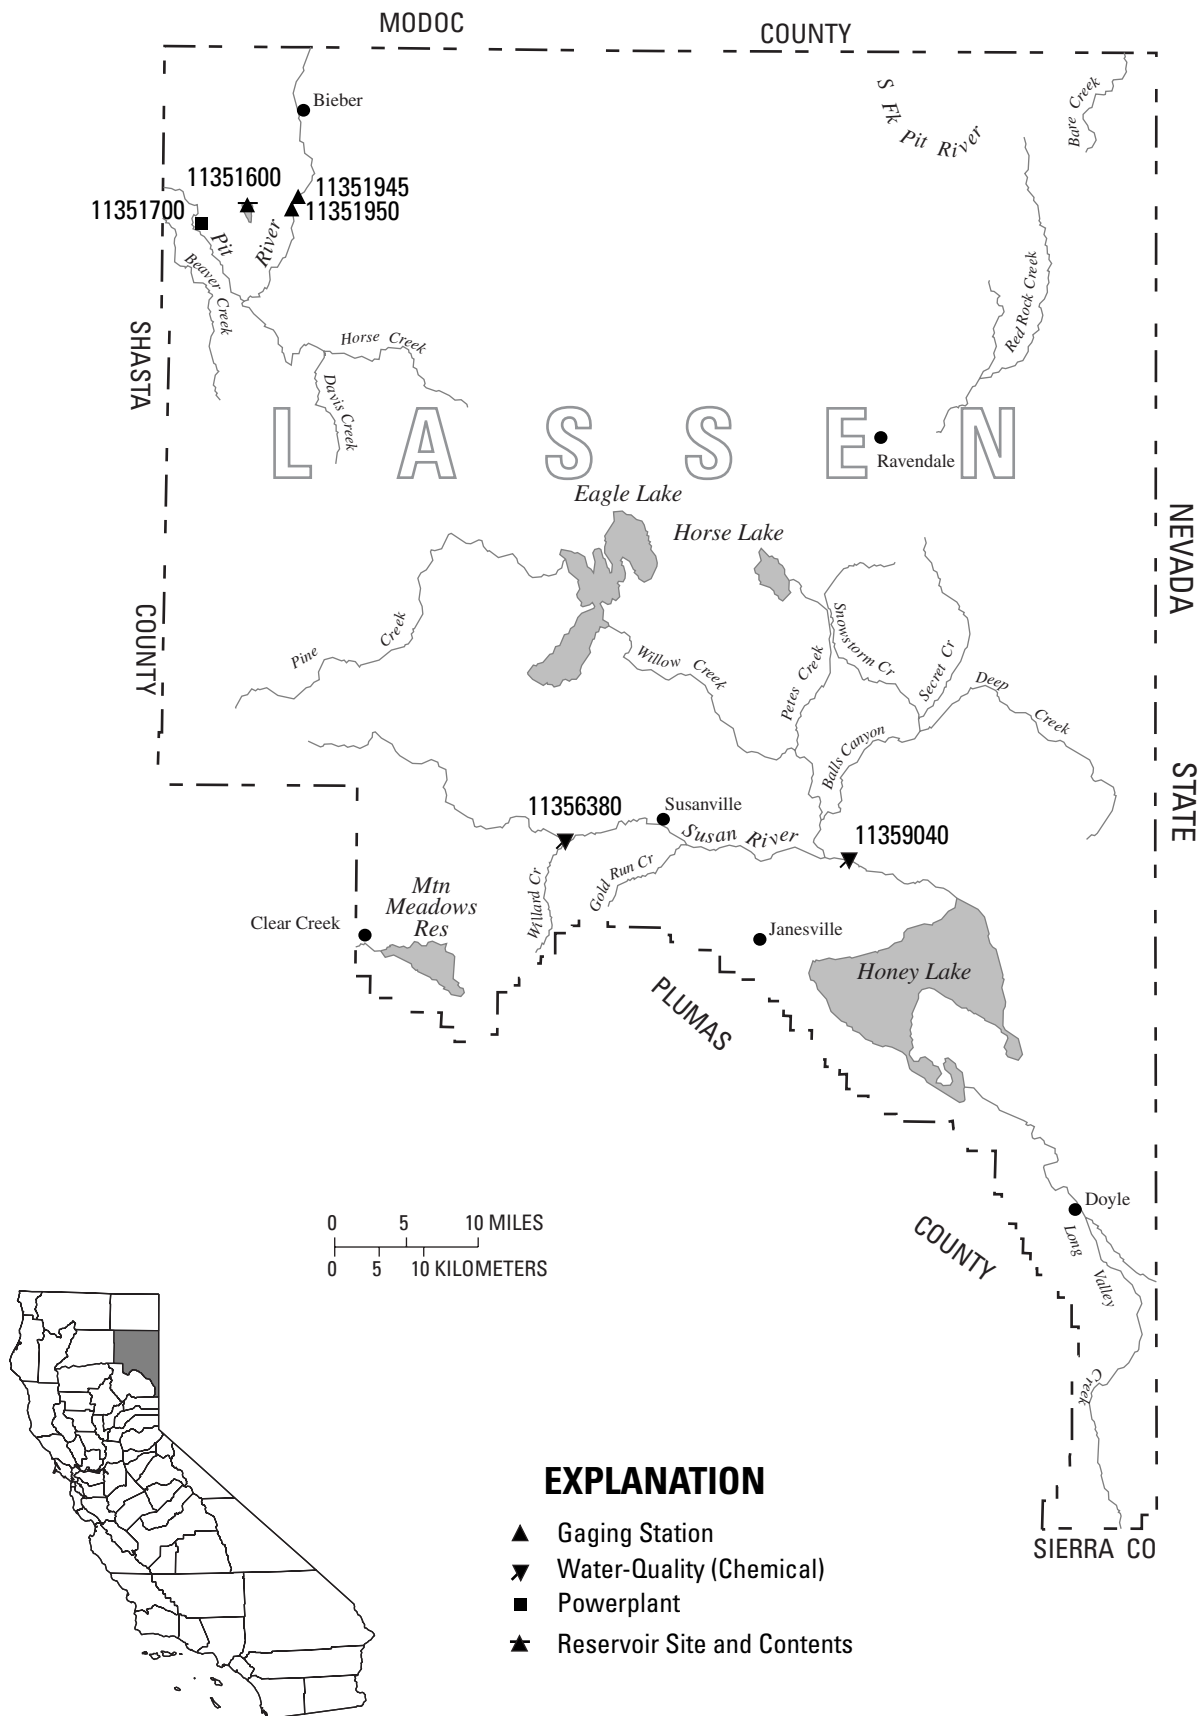 MODOC COUNTY
Bieber
S Fk Pit River
Bare Creek
11351600
11351945
11351700
11351950
Pit River
Beaver Creek
Red Rock Creek
SHASTA
Horse Creek
Davis Creek
LASSEN
Ravendale
Eagle Lake
Horse Lake
NEVADA
COUNTY
Pine Creek
Willow Creek
Petes Creek
Snowstorm Cr
Secret Cr
Deep Creek
Balls Canyon
STATE
11356380
Susanville
Susan River
11359040
Gold Run Cr
Willard Cr
Mtn
Meadows
Res
Clear Creek
Janesville
Honey Lake
PLUMAS
COUNTY
Doyle
Long Valley Creek
0 5 10 MILES
0 5 10 KILOMETERS
SIERRA CO
EXPLANATION
Gaging Station
Water-Quality (Chemical)
Powerplant
Reservoir Site and Contents